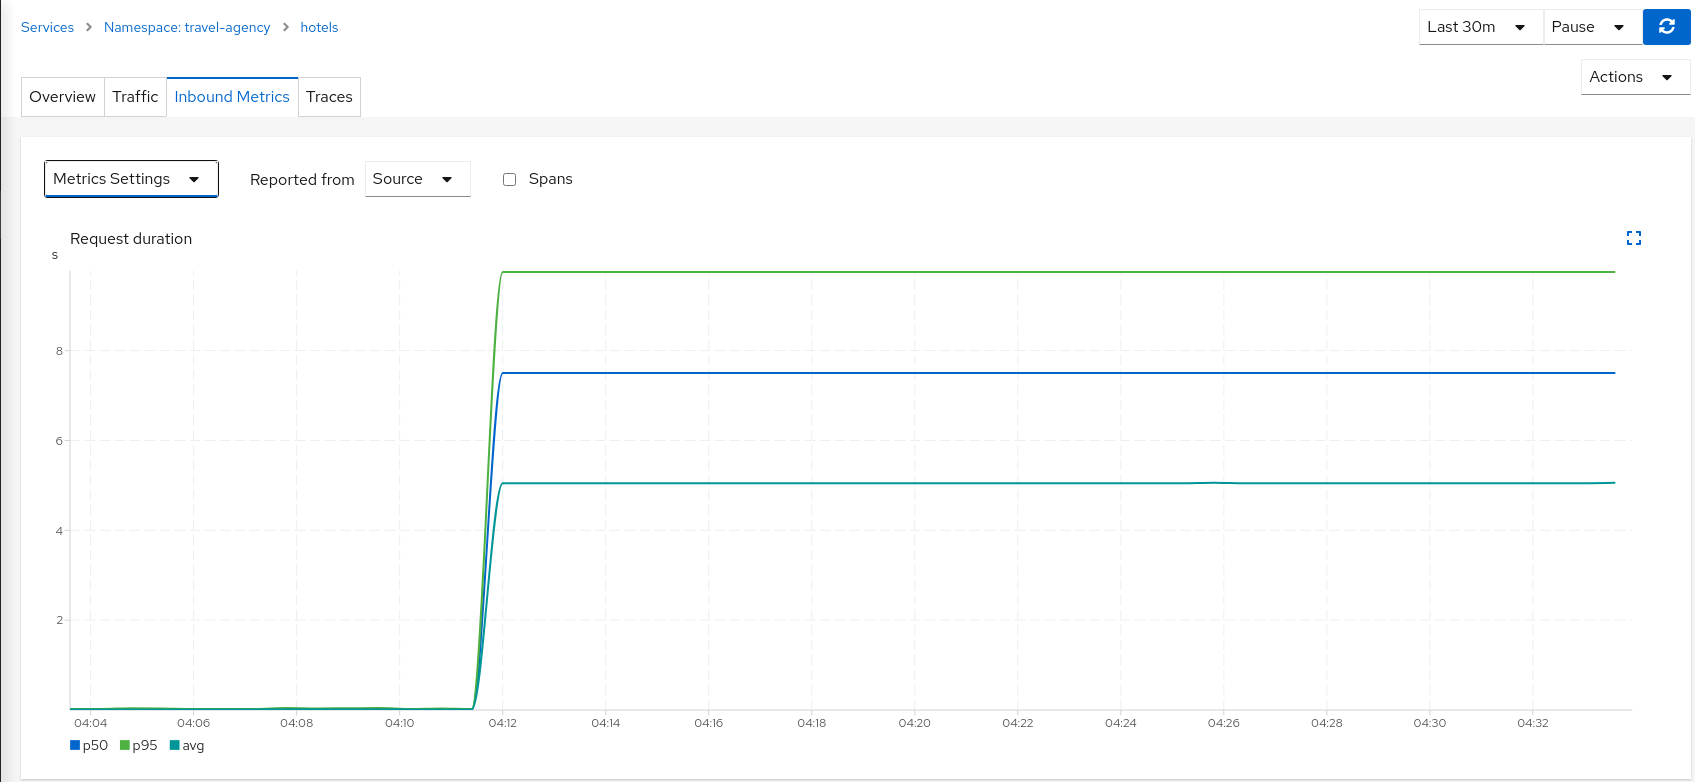 Services > Namespace: travel-agency > hotels
Last 30m Pause
Actions
Overview Traffic Inbound Metrics Traces
Metrics Settings Reported from Source Spans
Request duration
s
8
6
4
2
04:04 04:06 04:08 04:10 04:12 04:14 04:16 04:18 04:20 04:22 04:24 04:26 04:28 04:30 04:32
p50 p95 avg